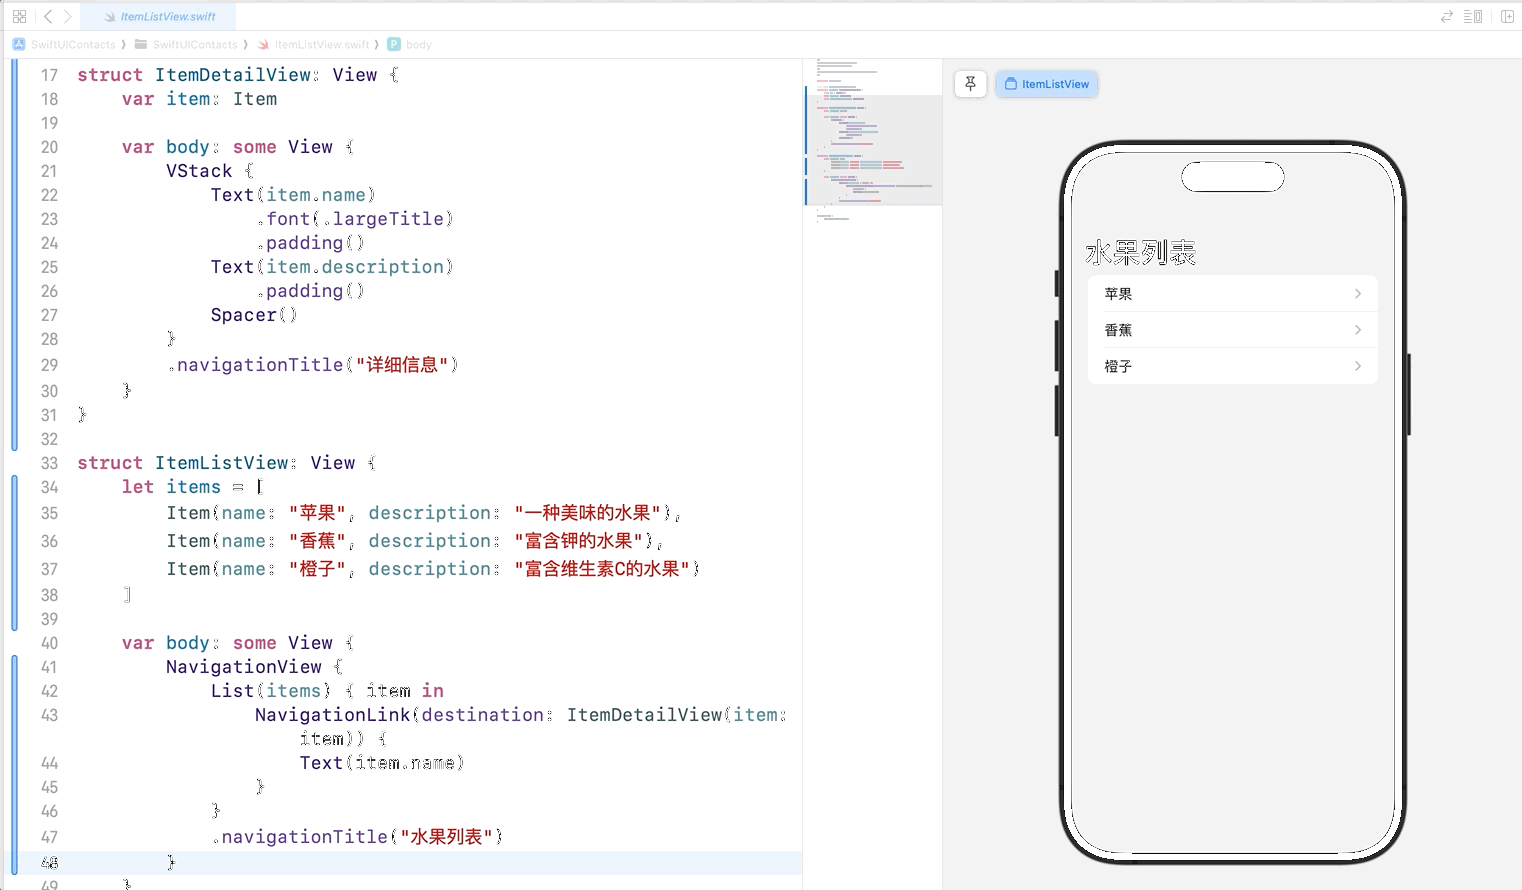 ItemListView.swift
SwiftUIContacts 〉 SwiftUIContacts 〉 ItemListView.swift 〉 P body
17 struct ItemDetailView: View {
18 var item: Item
19
20 var body: some View {
21 VStack {
22 Text(item.name)
23 .font(.largeTitle)
24 .padding()
25 Text(item.description)
26 .padding()
27 Spacer()
28 }
29 .navigationTitle("详细信息")
30 }
31 }
32
33 struct ItemListView: View {
34 let items = [
35 Item(name: "苹果", description: "一种美味的水果"),
36 Item(name: "香蕉", description: "富含钾的水果"),
37 Item(name: "橙子", description: "富含维生素C的水果")
38 ]
39
40 var body: some View {
41 NavigationView {
42 List(items) { item in
43 NavigationLink(destination: ItemDetailView(item:
item)) {
44 Text(item.name)
45 }
46 }
47 .navigationTitle("水果列表")
48 }
49 }
ItemListView
水果列表
苹果
香蕉
橙子